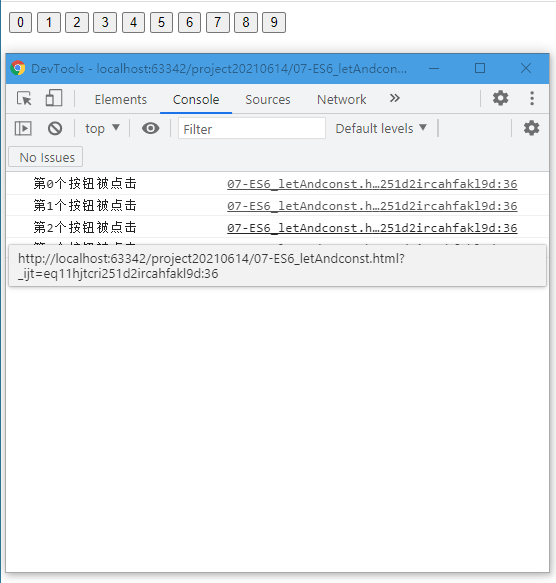 0 1 2 3 4 5 6 7 8 9
DevTools - localhost:63342/project20210614/07-ES6_letAndcon...
Elements Console Sources Network »
top ▼ Filter Default levels ▼
No Issues
第0个按钮被点击 07-ES6_letAndconst.h…251d2ircahfakl9d:36
第1个按钮被点击 07-ES6_letAndconst.h…251d2ircahfakl9d:36
第2个按钮被点击 07-ES6_letAndconst.h…251d2ircahfakl9d:36
http://localhost:63342/project20210614/07-ES6_letAndconst.html?
_ijt=eq11hjtcri251d2ircahfakl9d:36